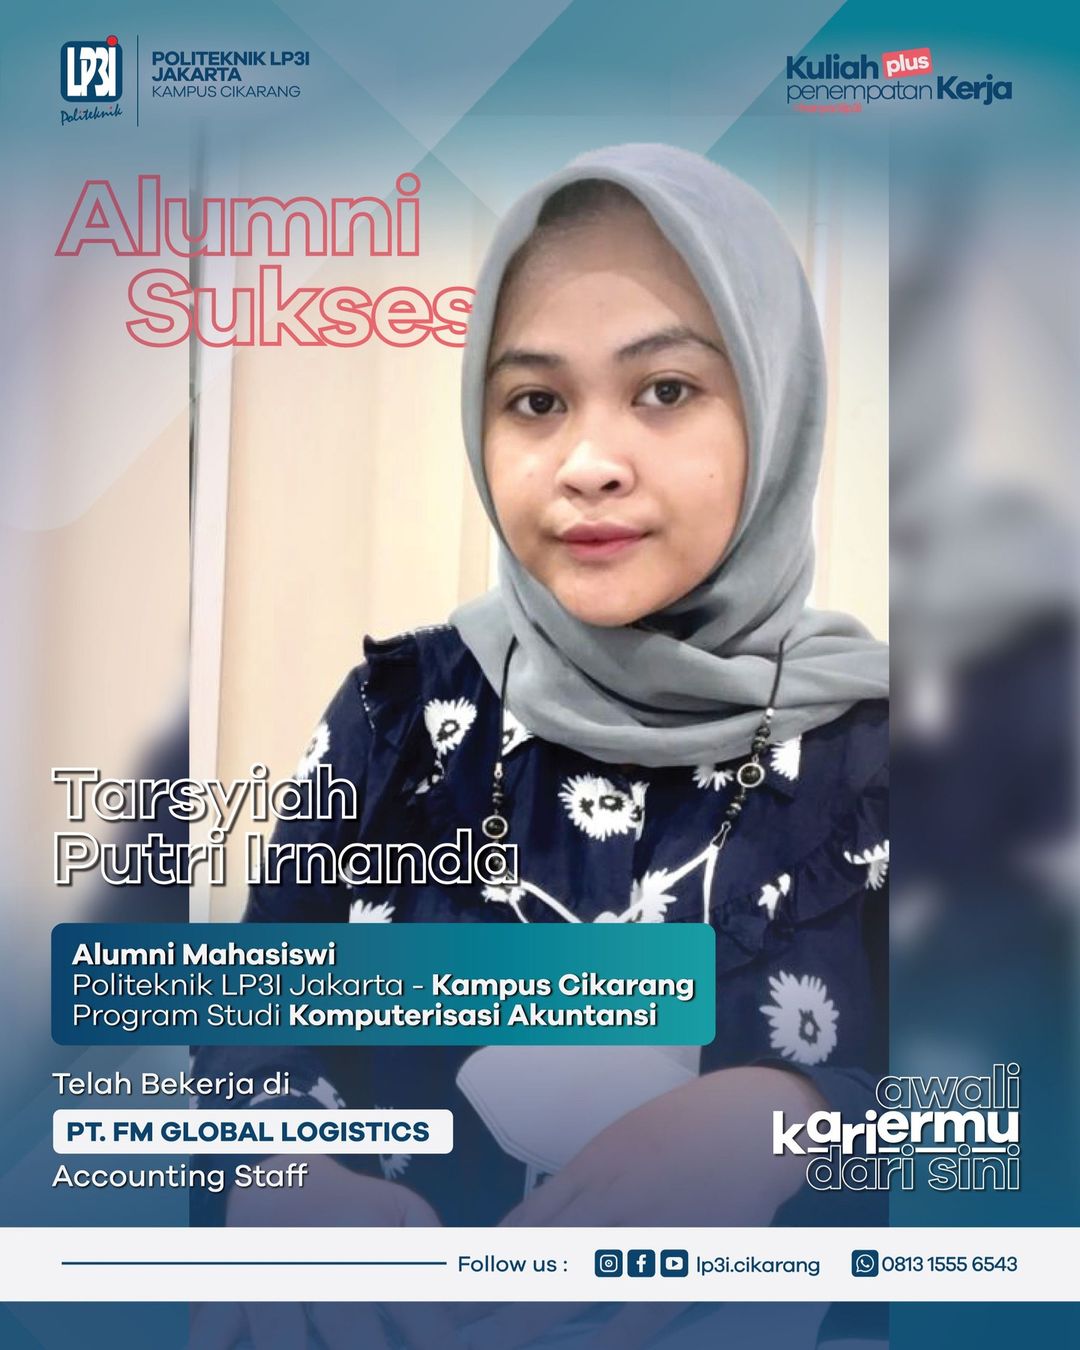 LP3I
Politeknik
POLITEKNIK LP3I
JAKARTA
KAMPUS CIKARANG
Kuliah plus
penempatan Kerja
Alumni
Sukses
Tarsyiah
Putri Irnanda
Alumni Mahasiswi
Politeknik LP3I Jakarta - Kampus Cikarang
Program Studi Komputerisasi Akuntansi
Telah Bekerja di
PT. FM GLOBAL LOGISTICS
Accounting Staff
awali
kariermu
dari sini
Follow us : lp3i.cikarang 0813 1555 6543